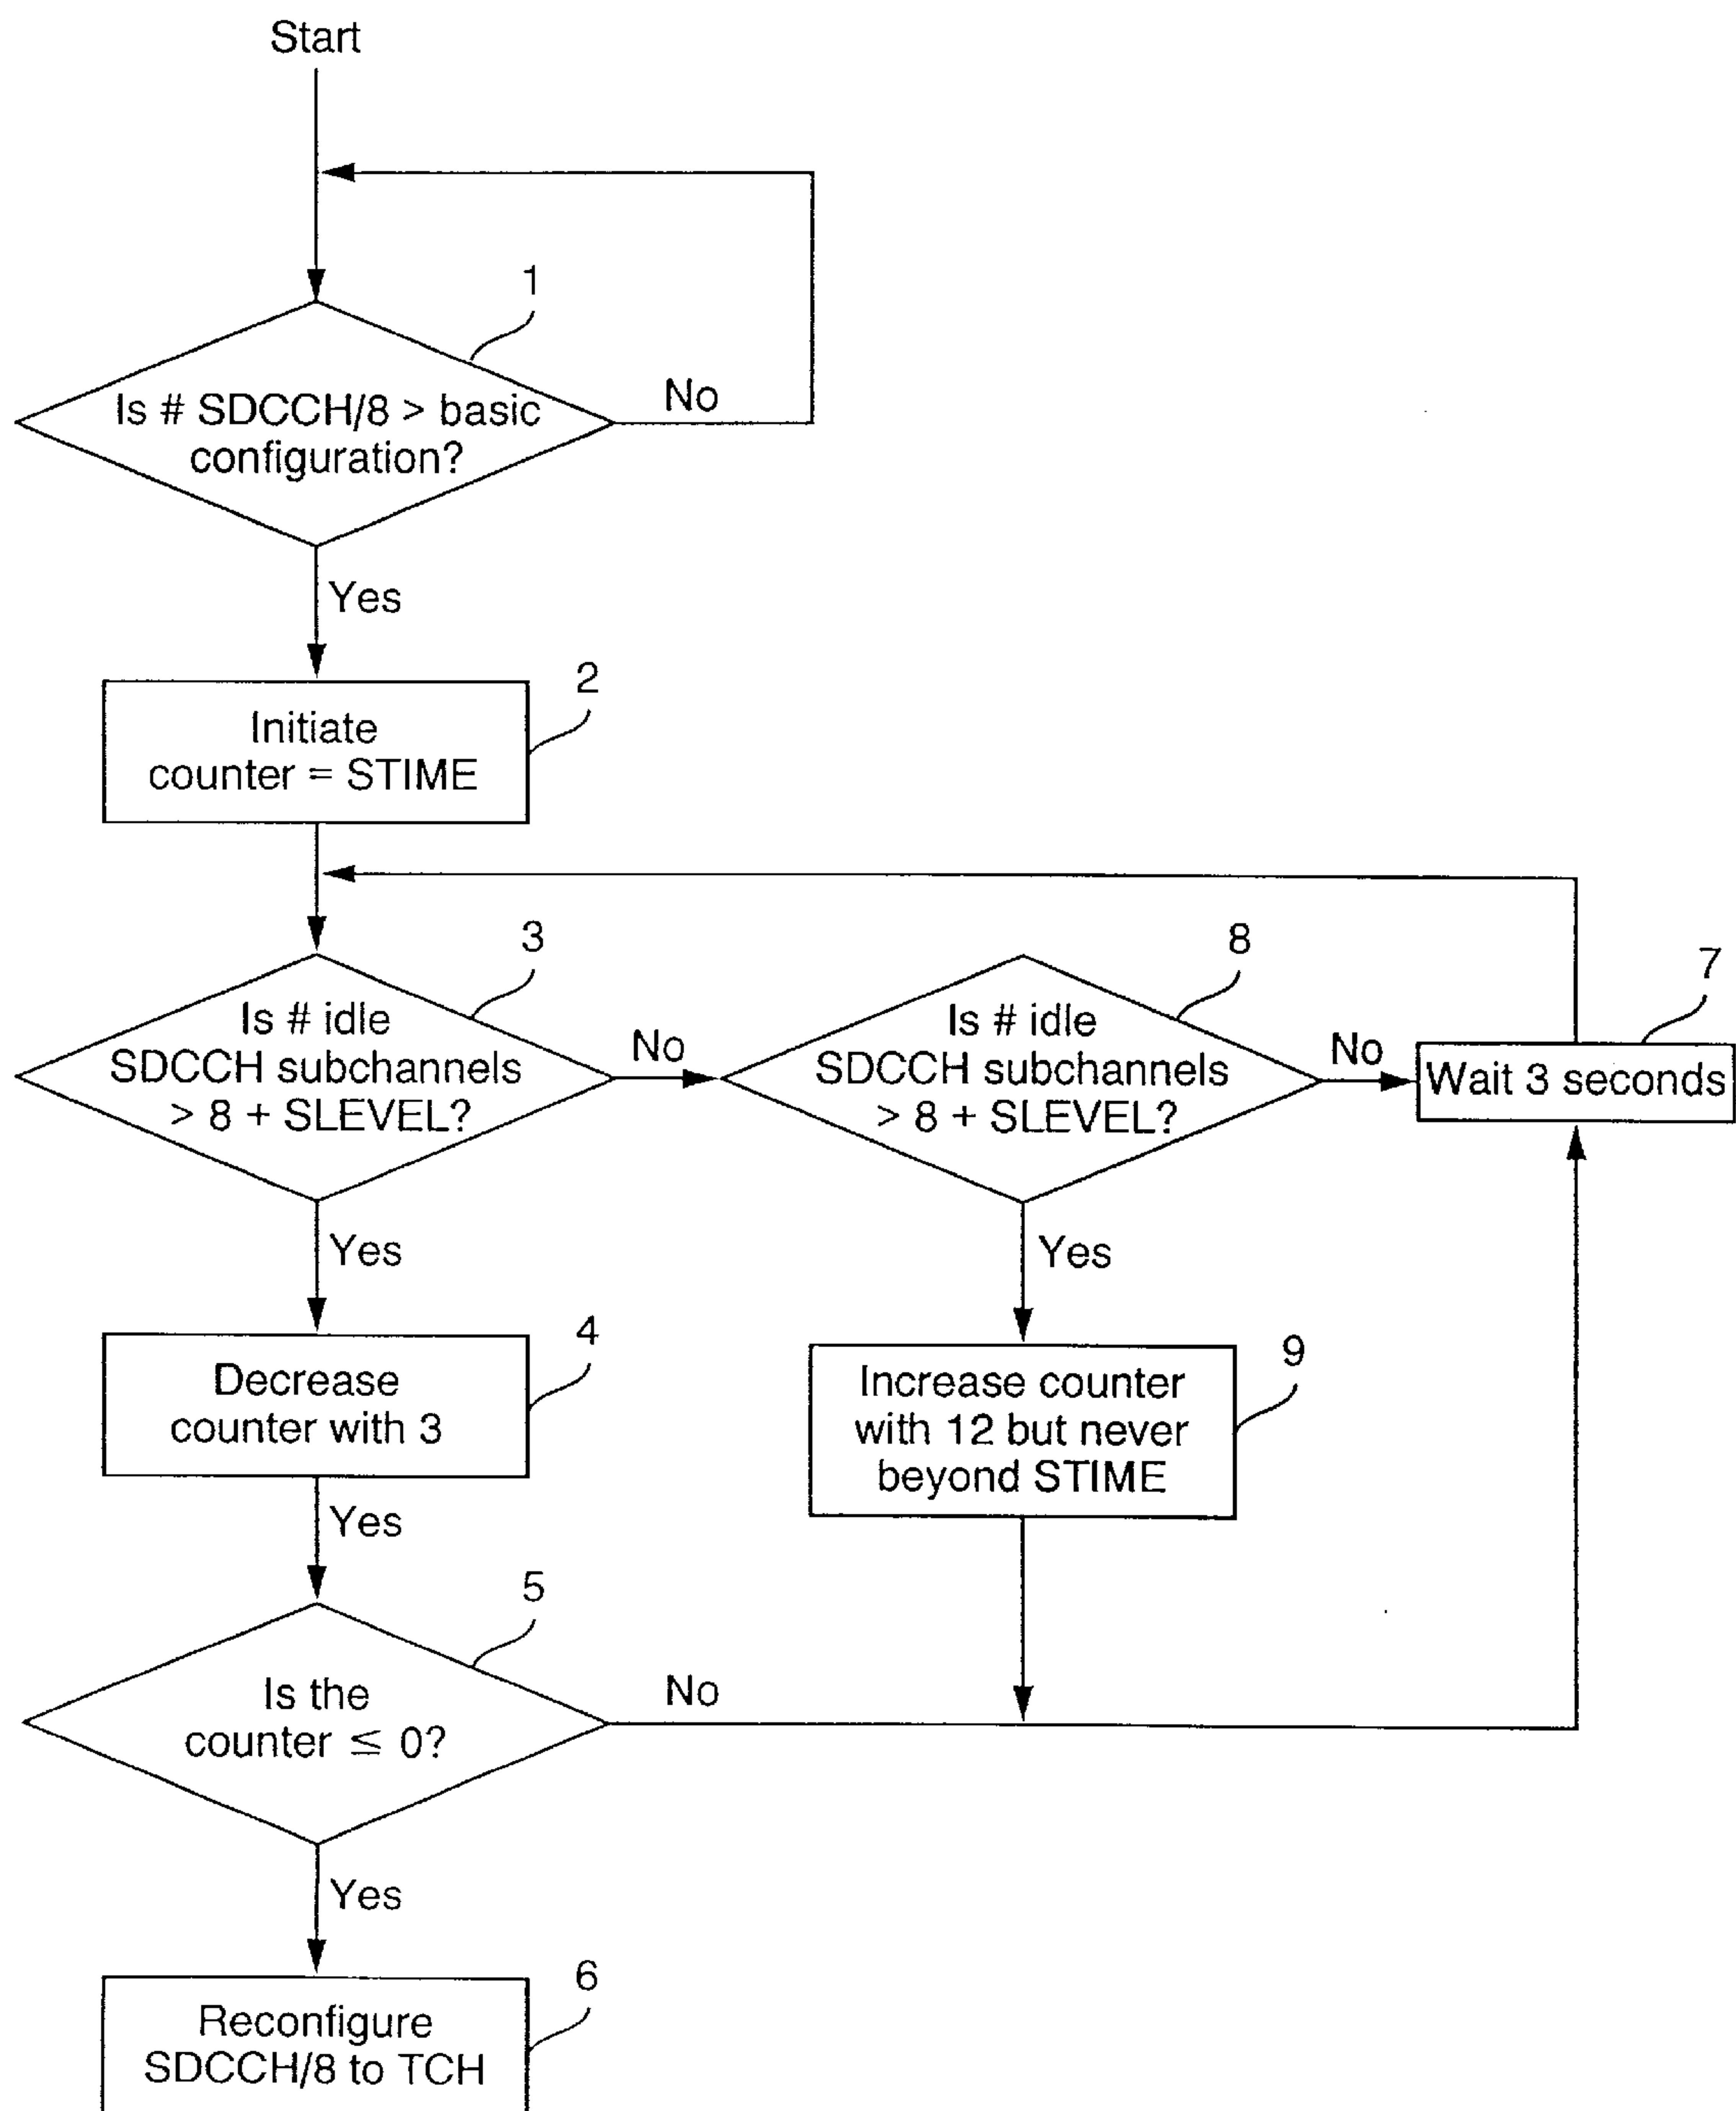 Start
1
Is # SDCCH/8 > basic
configuration?
No
Yes
2
Initiate
counter = STIME
3
Is # idle
SDCCH subchannels
> 8 + SLEVEL?
No
8
Is # idle
SDCCH subchannels
> 8 + SLEVEL?
No
7
Wait 3 seconds
Yes
Yes
4
Decrease
counter with 3
9
Increase counter
with 12 but never
beyond STIME
Yes
5
Is the
counter ≤ 0?
No
Yes
6
Reconfigure
SDCCH/8 to TCH